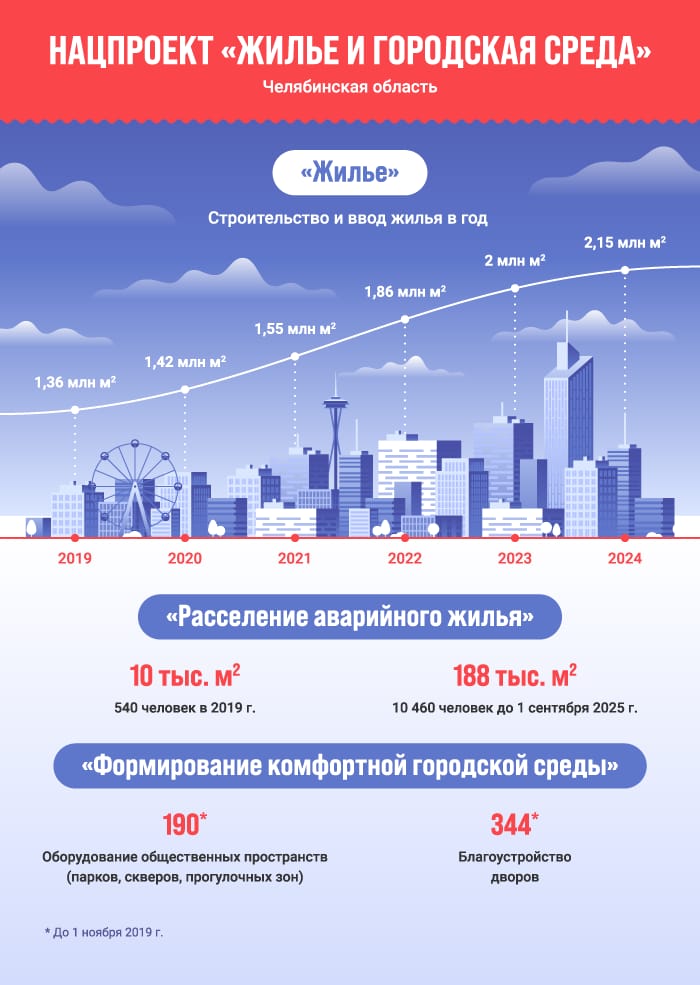 НАЦПРОЕКТ «ЖИЛЬЕ И ГОРОДСКАЯ СРЕДА»
Челябинская область
«Жилье»
Строительство и ввод жилья в год
1,36 млн м²
1,42 млн м²
1,55 млн м²
1,86 млн м²
2 млн м²
2,15 млн м²
2019 2020 2021 2022 2023 2024
«Расселение аварийного жилья»
10 тыс. м²
540 человек в 2019 г.
188 тыс. м²
10 460 человек до 1 сентября 2025 г.
«Формирование комфортной городской среды»
190*
Оборудование общественных пространств
(парков, скверов, прогулочных зон)
344*
Благоустройство
дворов
* До 1 ноября 2019 г.